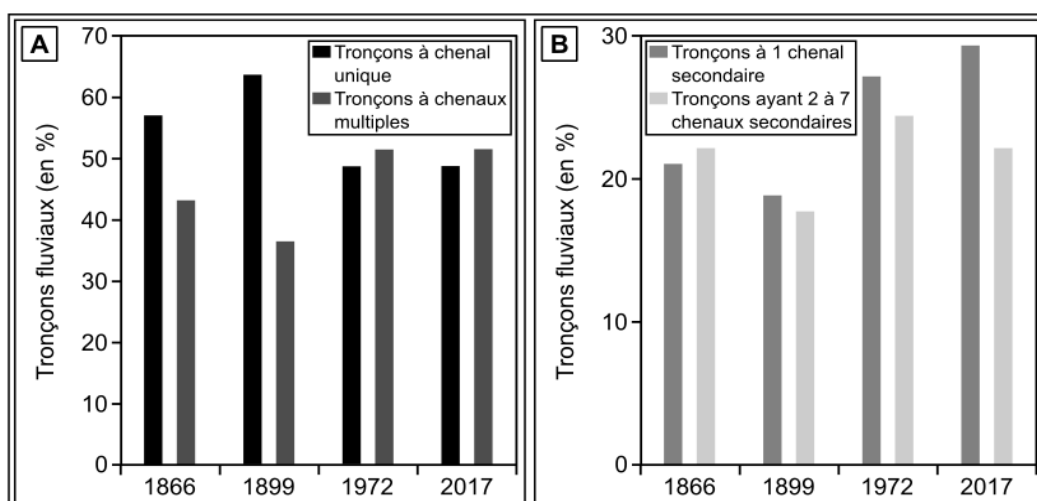 A
Tronçons à chenal
unique
Tronçons à chenaux
multiples
Tronçons fluviaux (en %)
70
60
50
40
30
20
10
0
1866 1899 1972 2017
B
Tronçons à 1 chenal
secondaire
Tronçons ayant 2 à 7
chenaux secondaires
Tronçons fluviaux (en %)
30
20
10
0
1866 1899 1972 2017